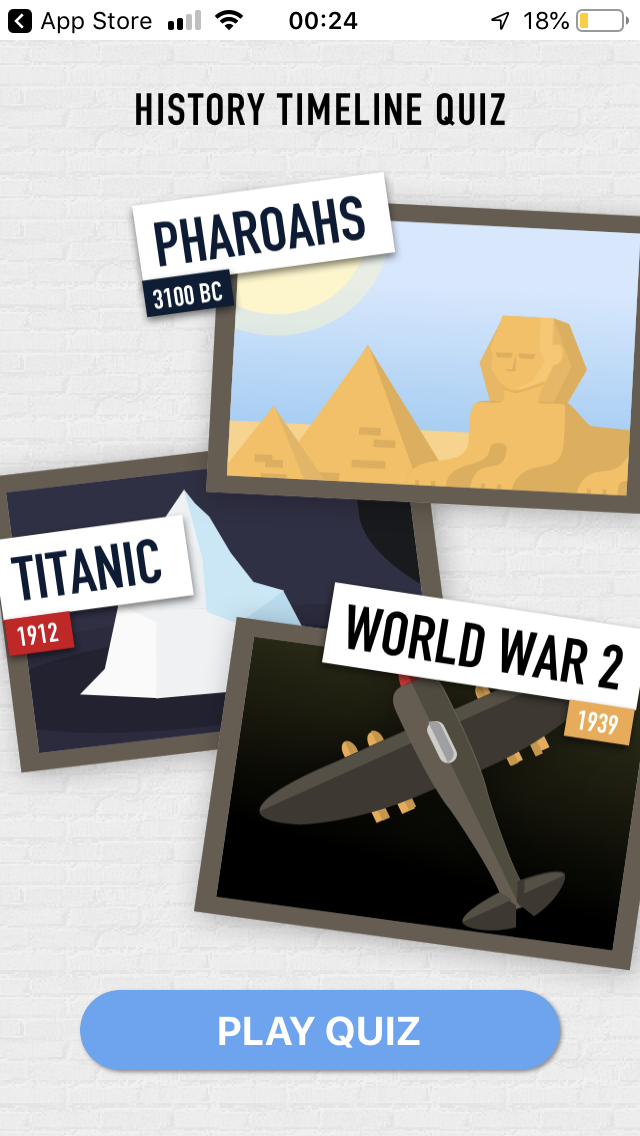 App Store
00:24
18%
HISTORY TIMELINE QUIZ
PHAROAHS
3100 BC
TITANIC
1912
WORLD WAR 2
1939
PLAY QUIZ